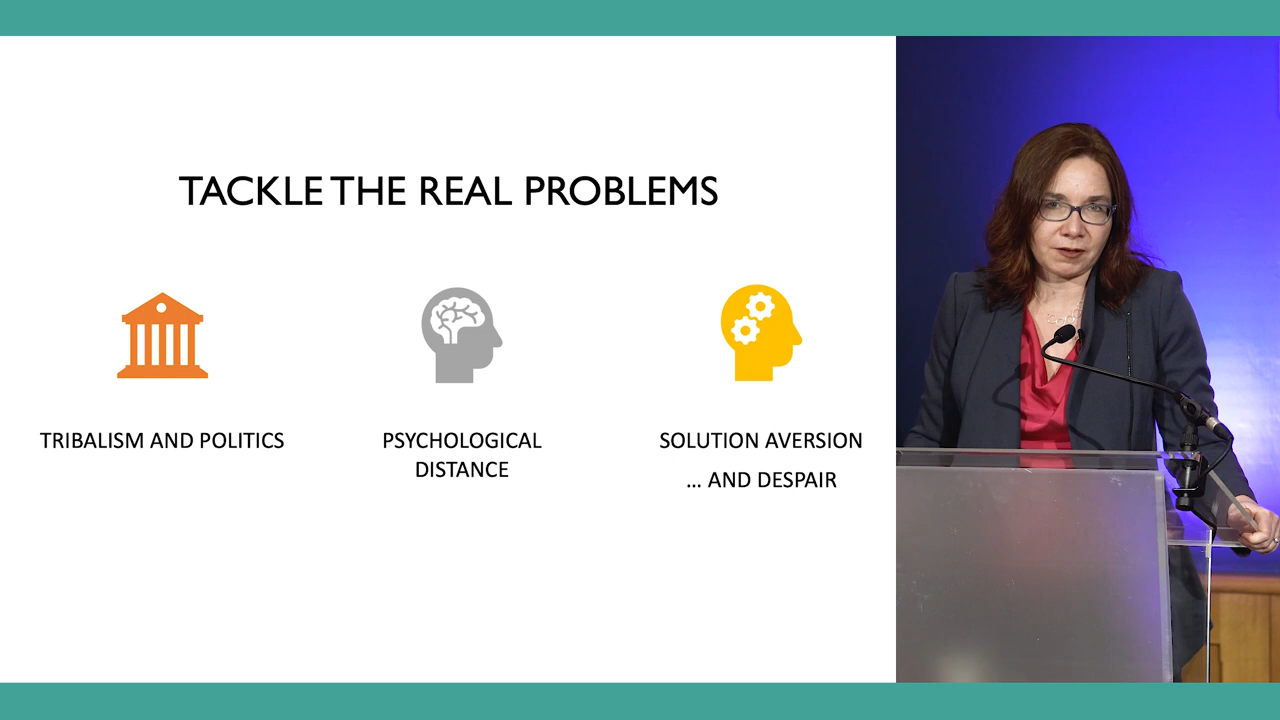 TACKLE THE REAL PROBLEMS
TRIBALISM AND POLITICS
PSYCHOLOGICAL
DISTANCE
SOLUTION AVERSION
... AND DESPAIR